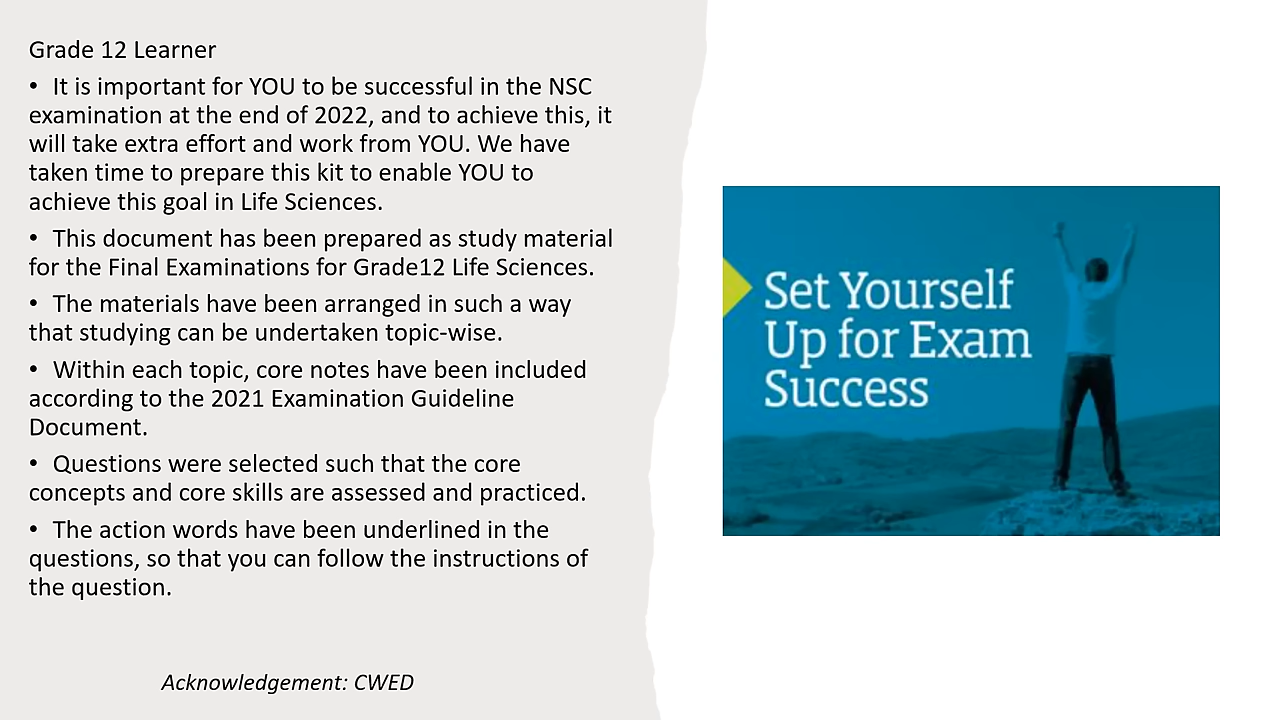 Grade 12 Learner
• It is important for YOU to be successful in the NSC
examination at the end of 2022, and to achieve this, it
will take extra effort and work from YOU. We have
taken time to prepare this kit to enable YOU to
achieve this goal in Life Sciences.
• This document has been prepared as study material
for the Final Examinations for Grade12 Life Sciences.
• The materials have been arranged in such a way
that studying can be undertaken topic-wise.
• Within each topic, core notes have been included
according to the 2021 Examination Guideline
Document.
• Questions were selected such that the core
concepts and core skills are assessed and practiced.
• The action words have been underlined in the
questions, so that you can follow the instructions of
the question.
Acknowledgement: CWED
Set Yourself
Up for Exam
Success